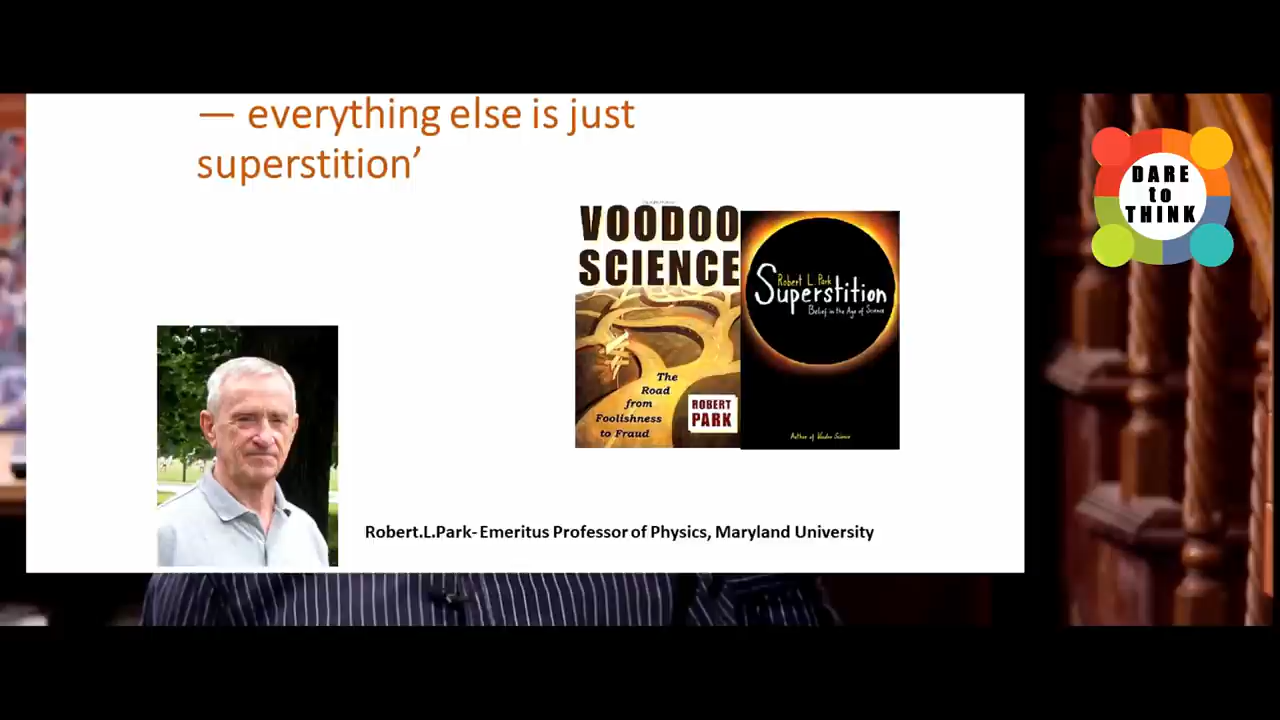 — everything else is just
superstition’
VOODOO
SCIENCE
The
Road
from
Foolishness
to Fraud
ROBERT
PARK
Robert L. Park
Superstition
Belief in the Age of Science
Author of Voodoo Science
Robert.L.Park- Emeritus Professor of Physics, Maryland University
DARE
to
THINK